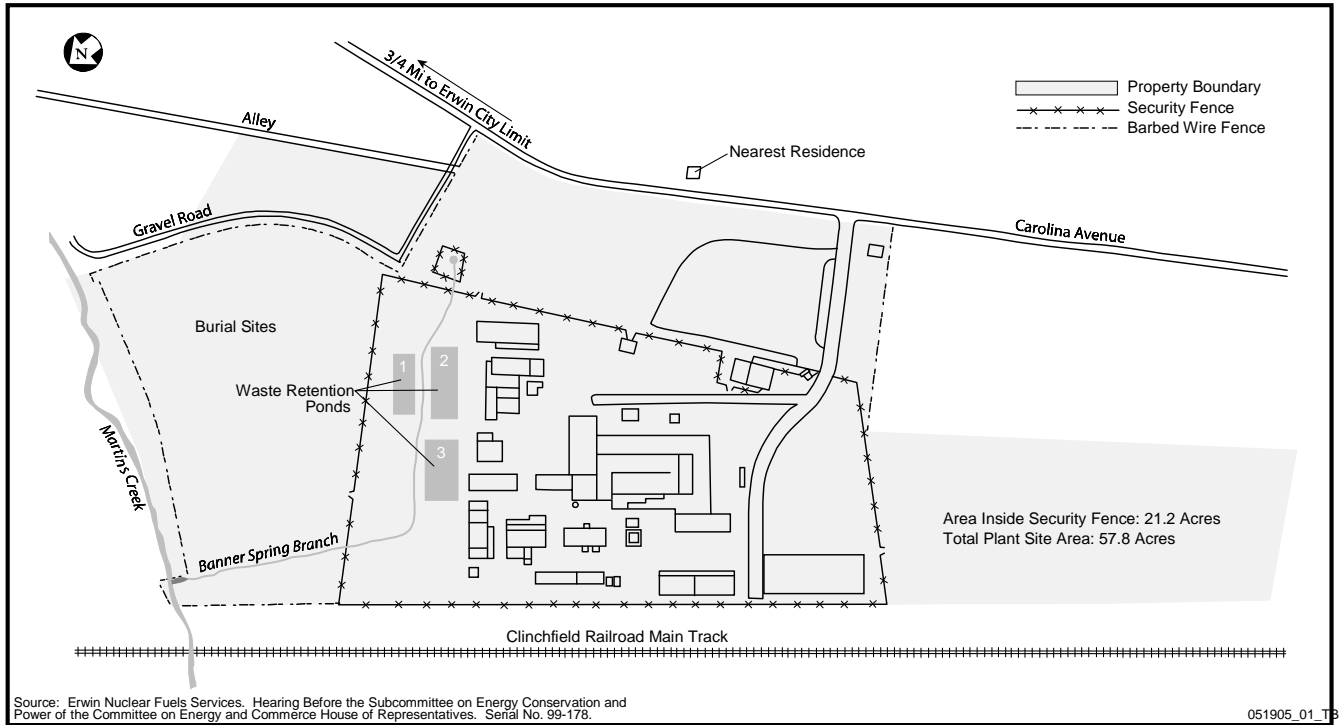 N
3/4 Mi to Erwin City Limit
Property Boundary
Security Fence
Barbed Wire Fence
Alley
Nearest Residence
Gravel Road
Carolina Avenue
Burial Sites
1
2
Waste Retention
Ponds
3
Martins Creek
Area Inside Security Fence: 21.2 Acres
Total Plant Site Area: 57.8 Acres
Banner Spring Branch
Clinchfield Railroad Main Track
Source: Erwin Nuclear Fuels Services. Hearing Before the Subcommittee on Energy Conservation and
Power of the Committee on Energy and Commerce House of Representatives. Serial No. 99-178.
051905_01_TB